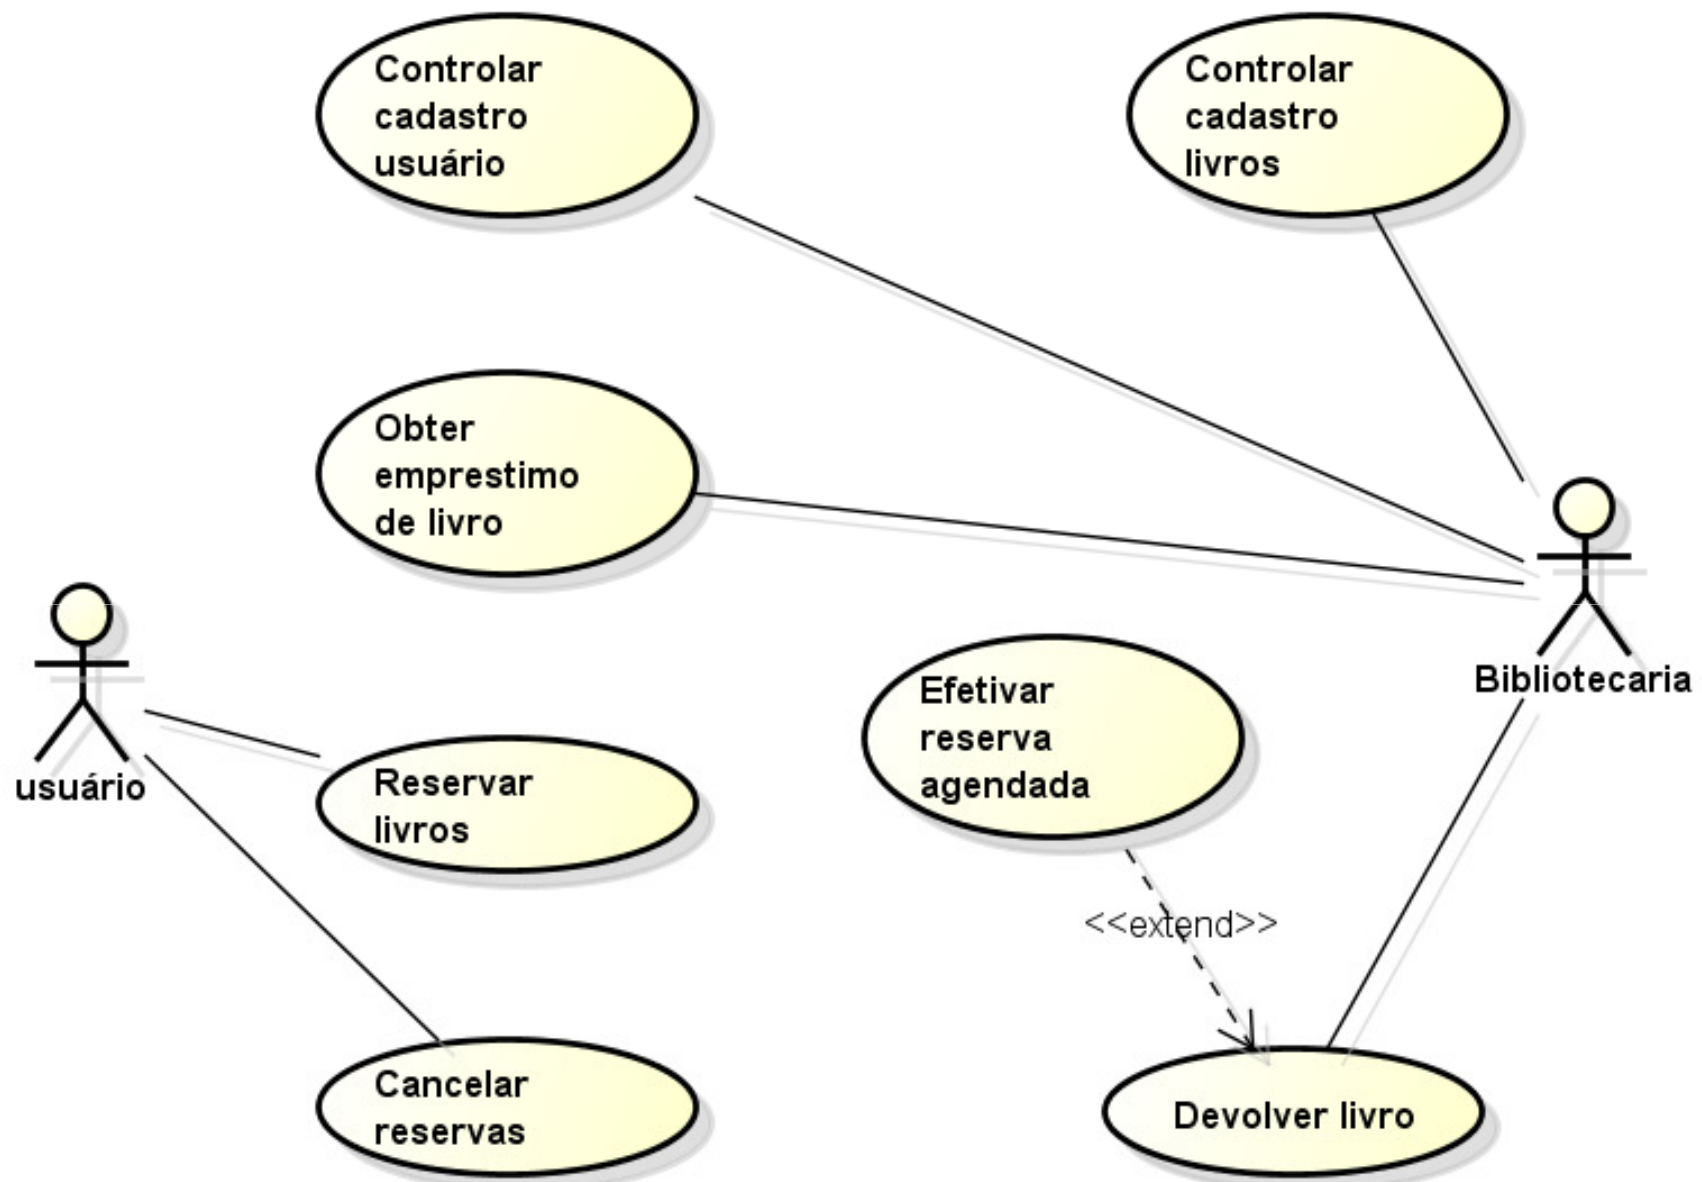 Controlar
cadastro
usuário
Controlar
cadastro
livros
Obter
emprestimo
de livro
Bibliotecaria
Efetivar
reserva
agendada
usuário
Reservar
livros
<<extend>>
Cancelar
reservas
Devolver livro